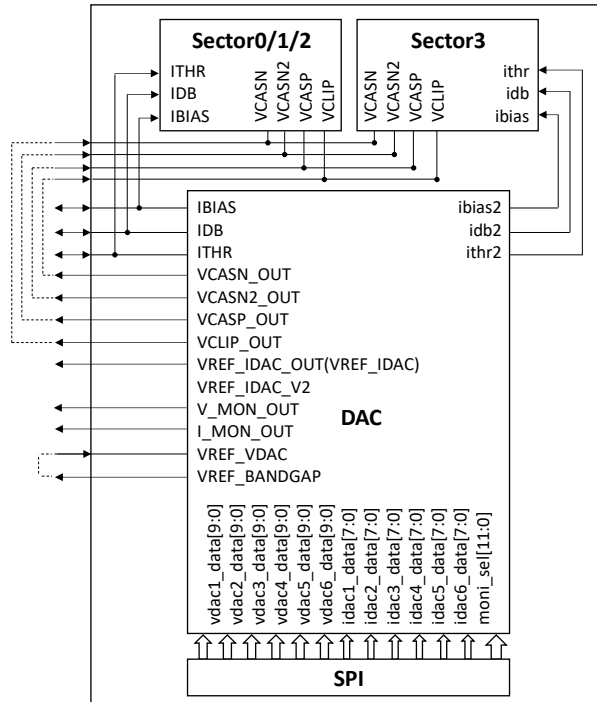 Sector0/1/2
Sector3
ITHR
IDB
IBIAS
VCASN
VCASN2
VCASP
VCLIP
VCASN
VCASN2
VCASP
VCLIP
ithr
idb
ibias
IBIAS
IDB
ITHR
VCASN_OUT
VCASN2_OUT
VCASP_OUT
VCLIP_OUT
VREF_IDAC_OUT(VREF_IDAC)
VREF_IDAC_V2
V_MON_OUT
I_MON_OUT
VREF_VDAC
VREF_BANDGAP
ibias2
idb2
ithr2
DAC
vdac1_data[9:0]
vdac2_data[9:0]
vdac3_data[9:0]
vdac4_data[9:0]
vdac5_data[9:0]
vdac6_data[9:0]
idac1_data[7:0]
idac2_data[7:0]
idac3_data[7:0]
idac4_data[7:0]
idac5_data[7:0]
idac6_data[7:0]
moni_sel[11:0]
SPI